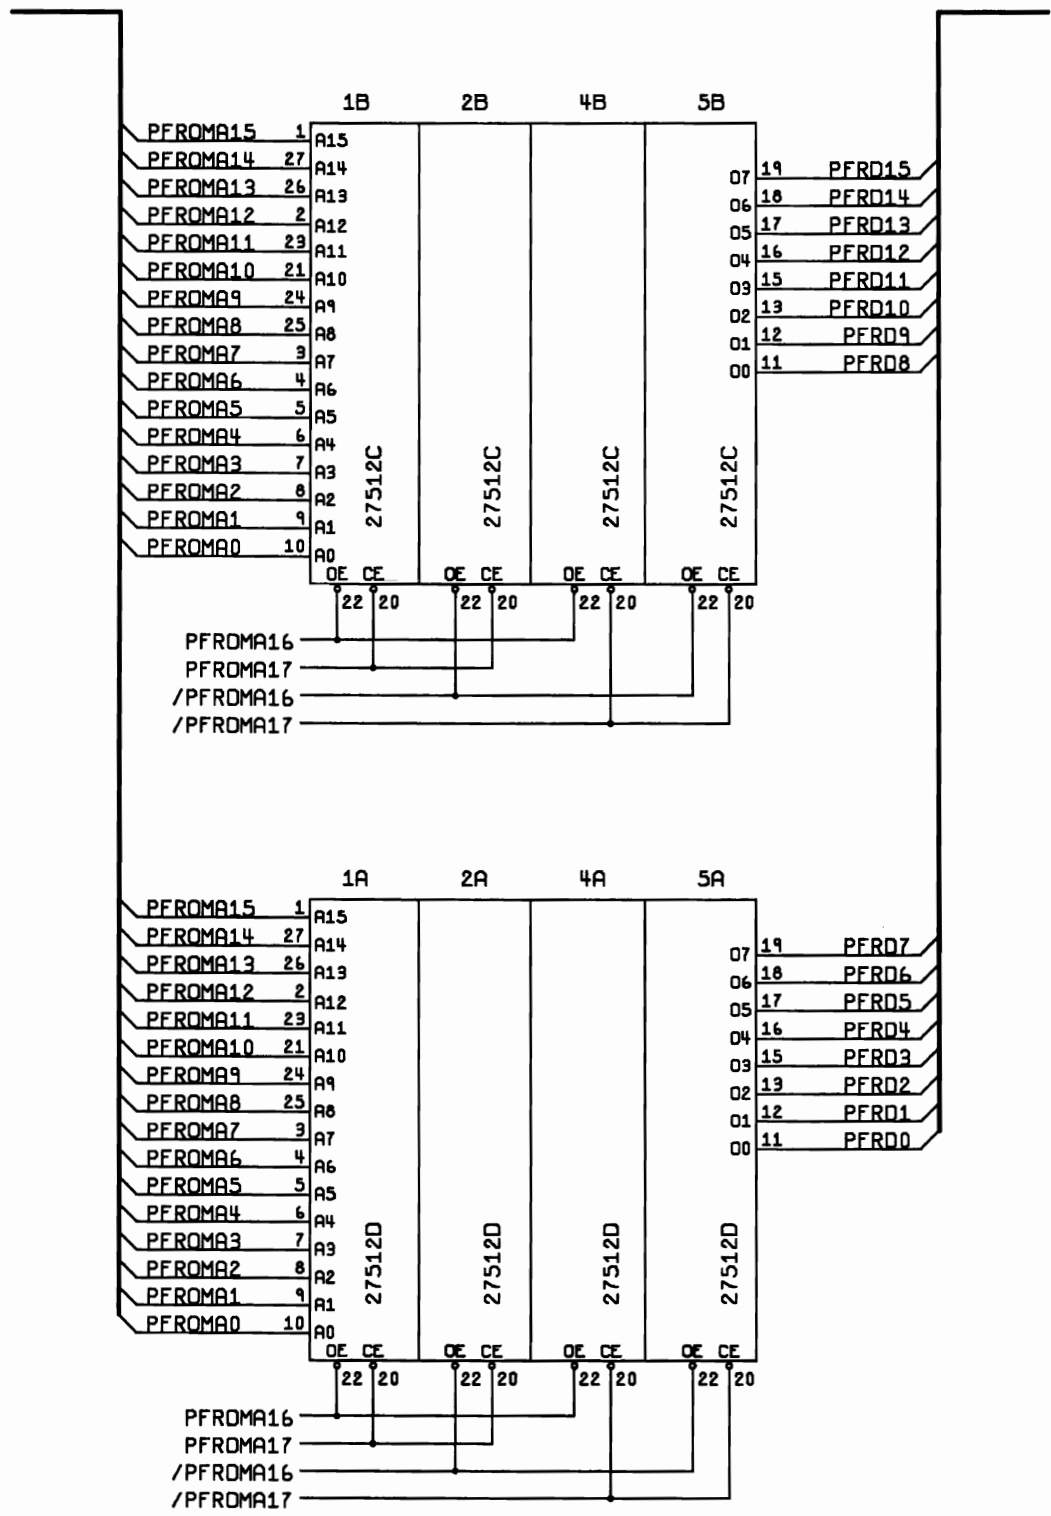 1B 2B 4B 5B
PFROMA15 1 A15
PFROMA14 27 A14
PFROMA13 26 A13
PFROMA12 2 A12
PFROMA11 23 A11
PFROMA10 21 A10
PFROMA9 24 A9
PFROMA8 25 A8
PFROMA7 3 A7
PFROMA6 4 A6
PFROMA5 5 A5
PFROMA4 6 A4
PFROMA3 7 A3
PFROMA2 8 A2
PFROMA1 9 A1
PFROMA0 10 A0
O7 19 PFRD15
O6 18 PFRD14
O5 17 PFRD13
O4 16 PFRD12
O3 15 PFRD11
O2 13 PFRD10
O1 12 PFRD9
O0 11 PFRD8
27512C 27512C 27512C 27512C
OE CE OE CE OE CE OE CE
22 20 22 20 22 20 22 20
PFROMA16
PFROMA17
/PFROMA16
/PFROMA17
1A 2A 4A 5A
PFROMA15 1 A15
PFROMA14 27 A14
PFROMA13 26 A13
PFROMA12 2 A12
PFROMA11 23 A11
PFROMA10 21 A10
PFROMA9 24 A9
PFROMA8 25 A8
PFROMA7 3 A7
PFROMA6 4 A6
PFROMA5 5 A5
PFROMA4 6 A4
PFROMA3 7 A3
PFROMA2 8 A2
PFROMA1 9 A1
PFROMA0 10 A0
O7 19 PFRD7
O6 18 PFRD6
O5 17 PFRD5
O4 16 PFRD4
O3 15 PFRD3
O2 13 PFRD2
O1 12 PFRD1
O0 11 PFRD0
27512D 27512D 27512D 27512D
OE CE OE CE OE CE OE CE
22 20 22 20 22 20 22 20
PFROMA16
PFROMA17
/PFROMA16
/PFROMA17